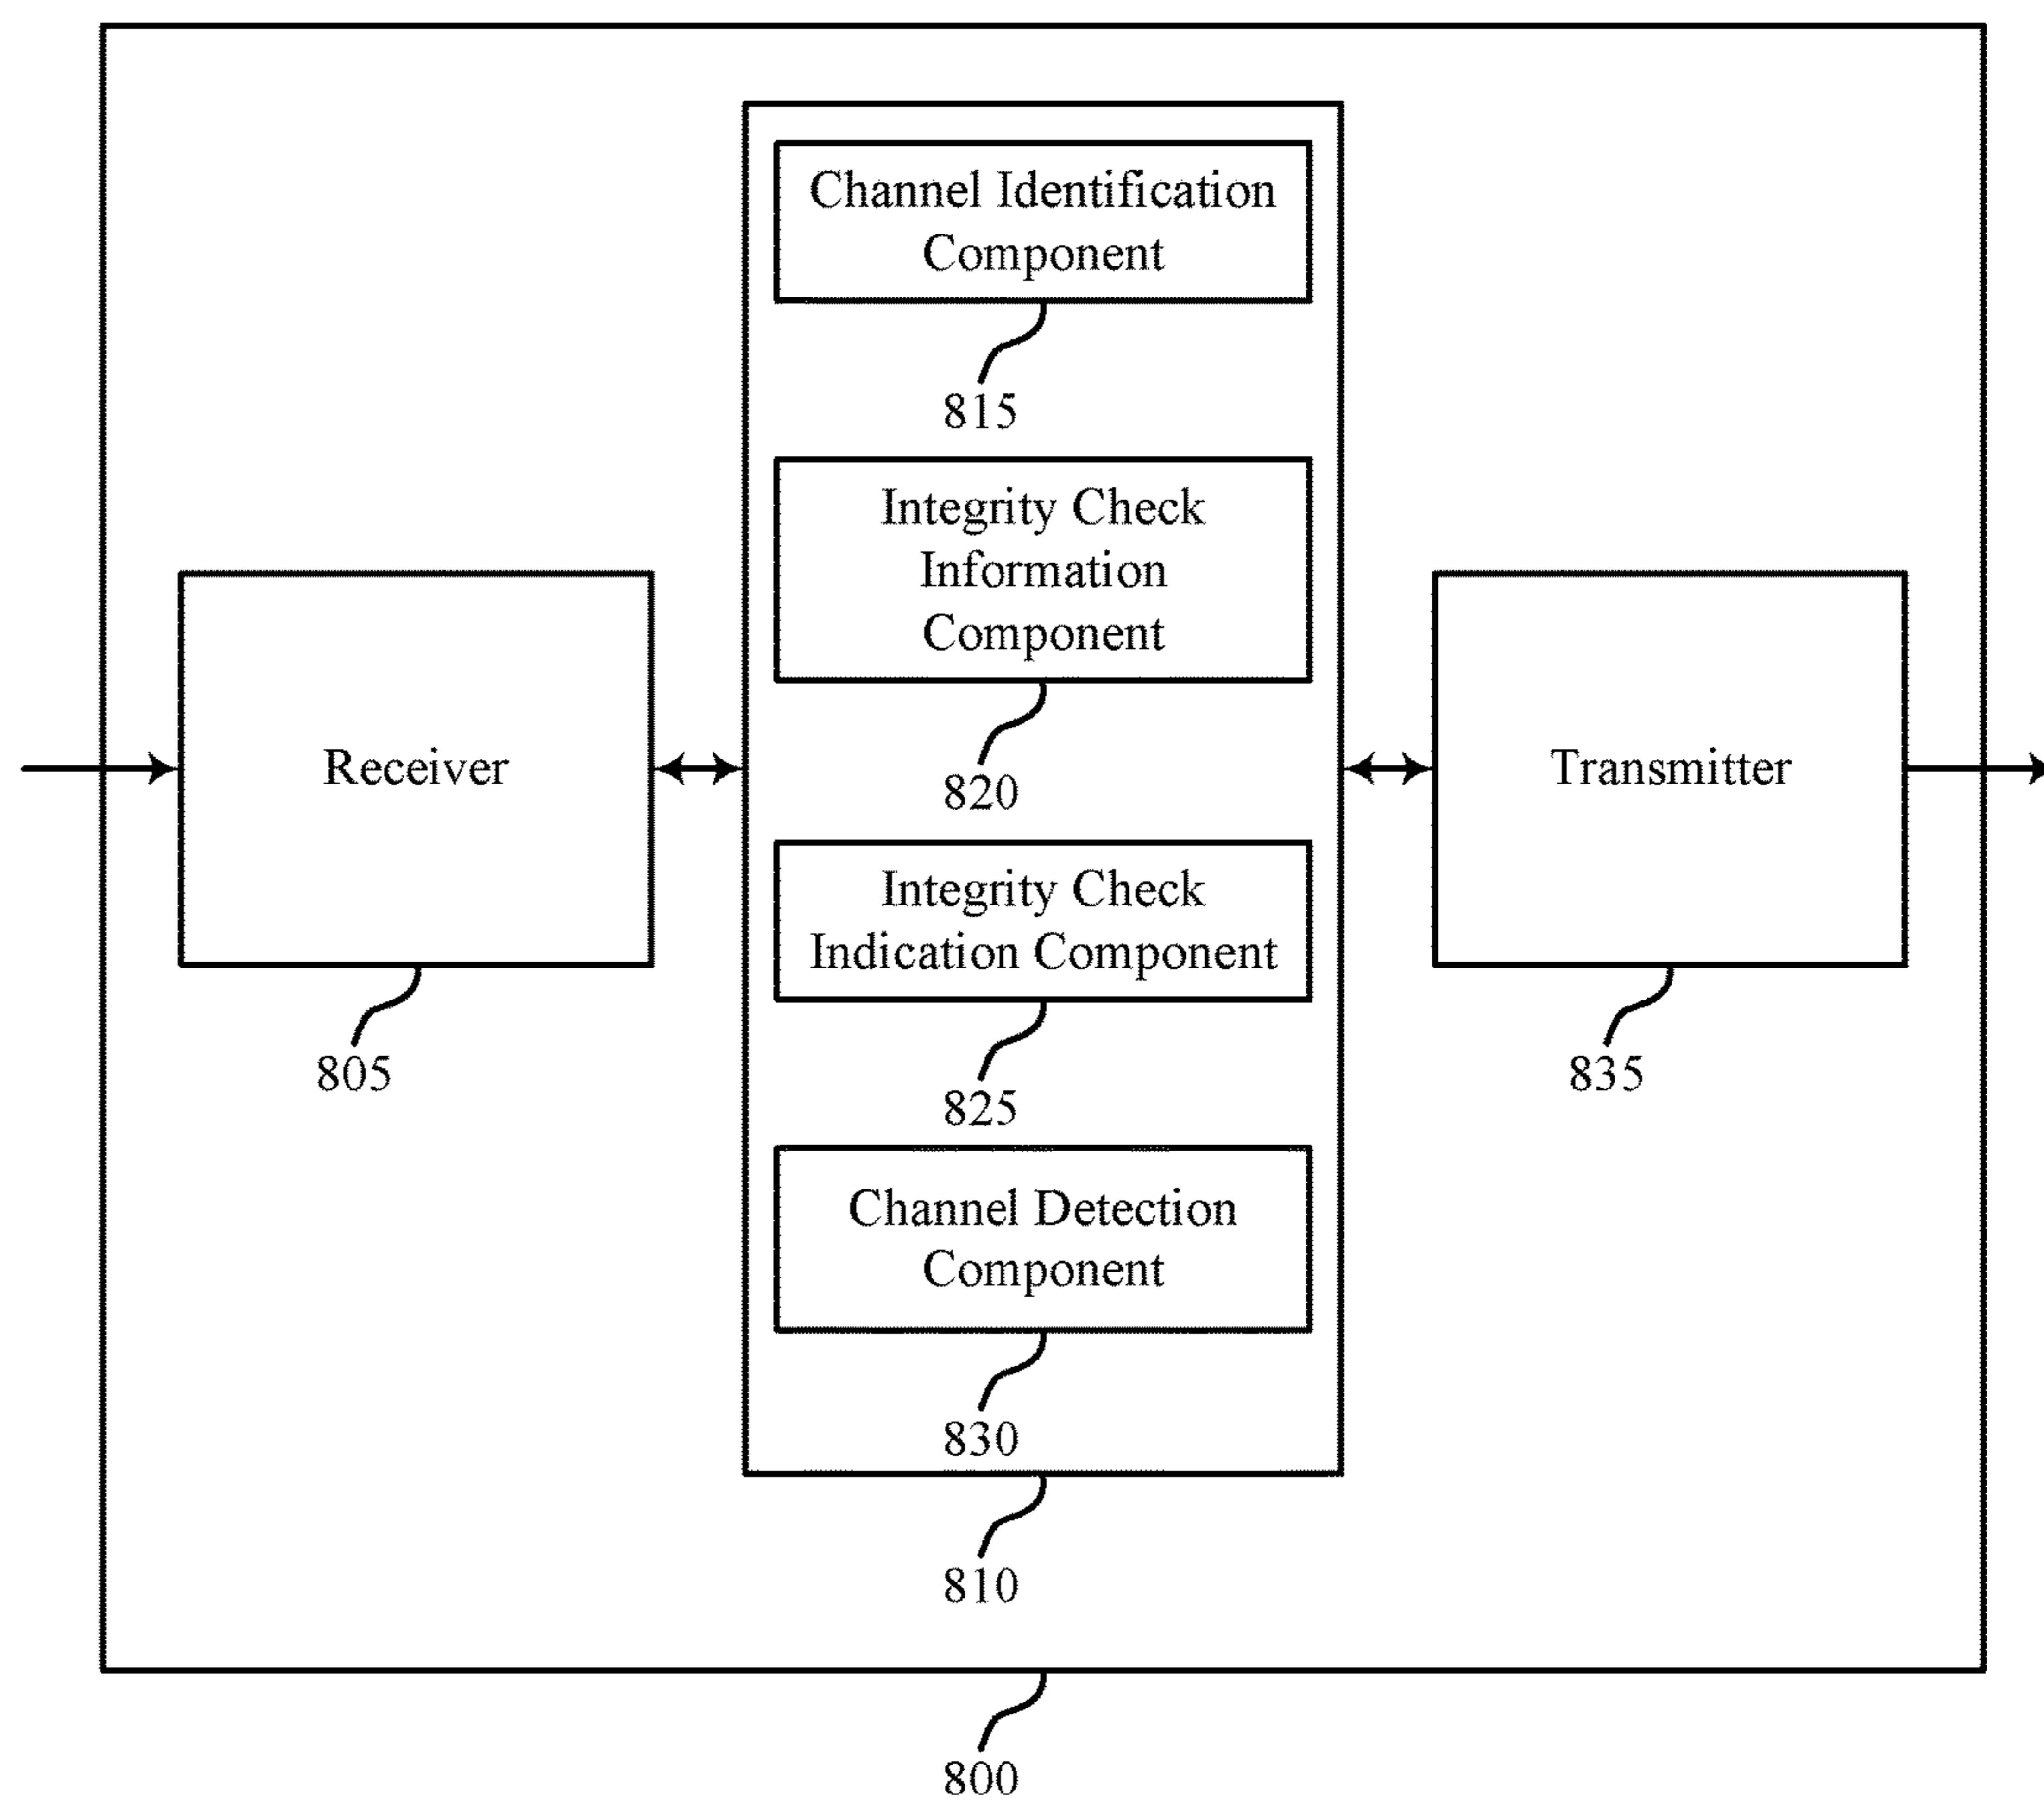 Channel Identification
Component
815
Integrity Check
Information
Component
820
Receiver
805
Integrity Check
Indication Component
825
Channel Detection
Component
830
810
Transmitter
835
800